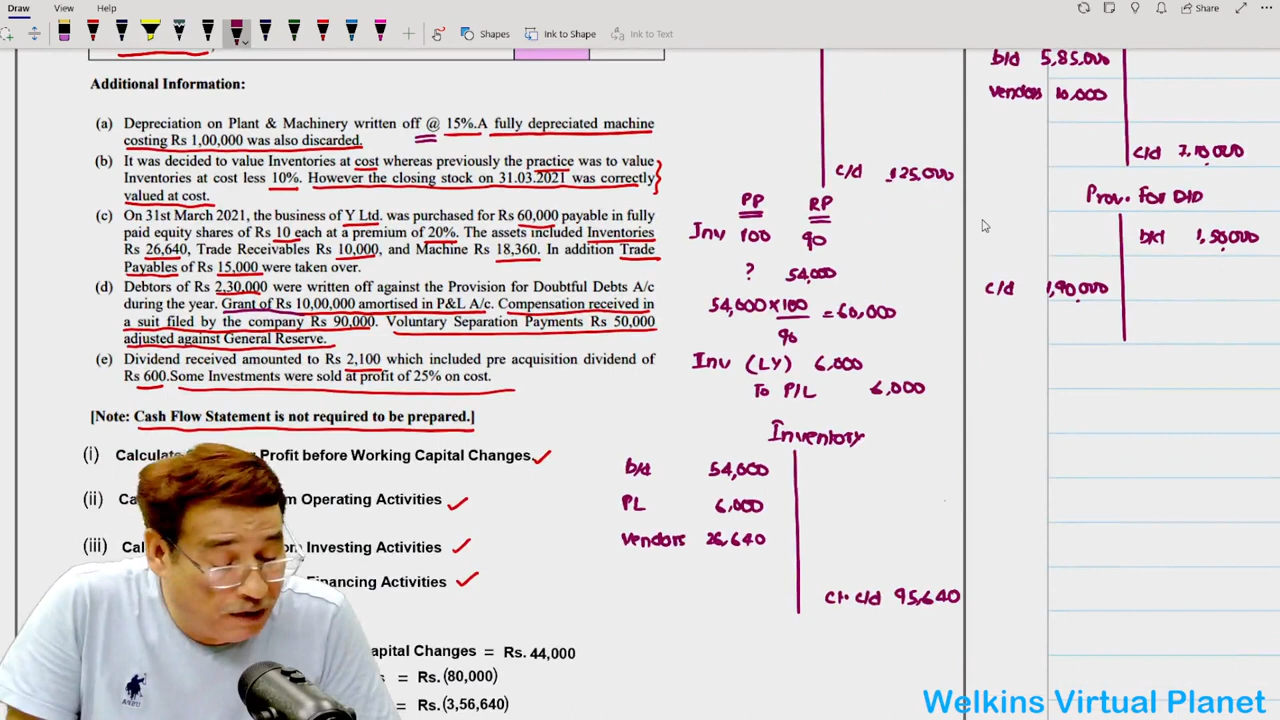 Draw View Help
Share
Shapes Ink to Shape Ink to Text
Additional Information:
(a) Depreciation on Plant & Machinery written off @ 15%.A fully depreciated machine
costing Rs 1,00,000 was also discarded.
(b) It was decided to value Inventories at cost whereas previously the practice was to value
Inventories at cost less 10%. However the closing stock on 31.03.2021 was correctly
valued at cost.
(c) On 31st March 2021, the business of Y Ltd. was purchased for Rs 60,000 payable in fully
paid equity shares of Rs 10 each at a premium of 20%. The assets included Inventories
Rs 26,640, Trade Receivables Rs 10,000, and Machine Rs 18,360. In addition Trade
Payables of Rs 15,000 were taken over.
(d) Debtors of Rs 2,30,000 were written off against the Provision for Doubtful Debts A/c
during the year. Grant of Rs 10,00,000 amortised in P&L A/c. Compensation received in
a suit filed by the company Rs 90,000. Voluntary Separation Payments Rs 50,000
adjusted against General Reserve.
(e) Dividend received amounted to Rs 2,100 which included pre acquisition dividend of
Rs 600.Some Investments were sold at profit of 25% on cost.
[Note: Cash Flow Statement is not required to be prepared.]
(i) Calculate Profit before Working Capital Changes.
(ii) Operating Activities
(iii) Investing Activities
Financing Activities
apital Changes = Rs. 44,000
= Rs. (80,000)
= Rs.(3,56,640)
c/d 1,25,000
PP RP
Inv 100 90
? 54,000
54,000 × 100
= 60,000
90
Inv (LY) 6,000
To P/L 6,000
Inventory
b/d 54,000
PL 6,000
Vendors 26,640
c/d 95,640
b/d 5,85,000
Vendors 10,000
c/d 7,10,000
Prov. For D/D
b/d 1,50,000
c/d 1,90,000
Welkins Virtual Planet